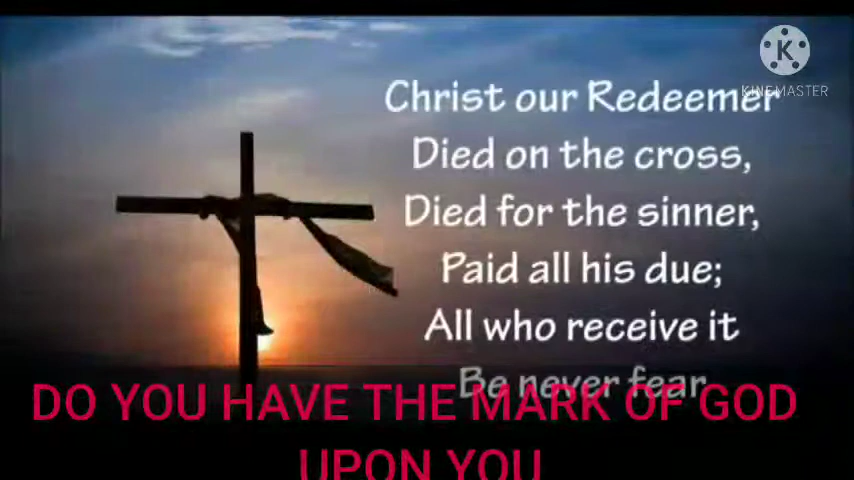 K
KINEMASTER
Christ our Redeemer
Died on the cross,
Died for the sinner,
Paid all his due;
All who receive it
Be never fear
DO YOU HAVE THE MARK OF GOD
UPON YOU